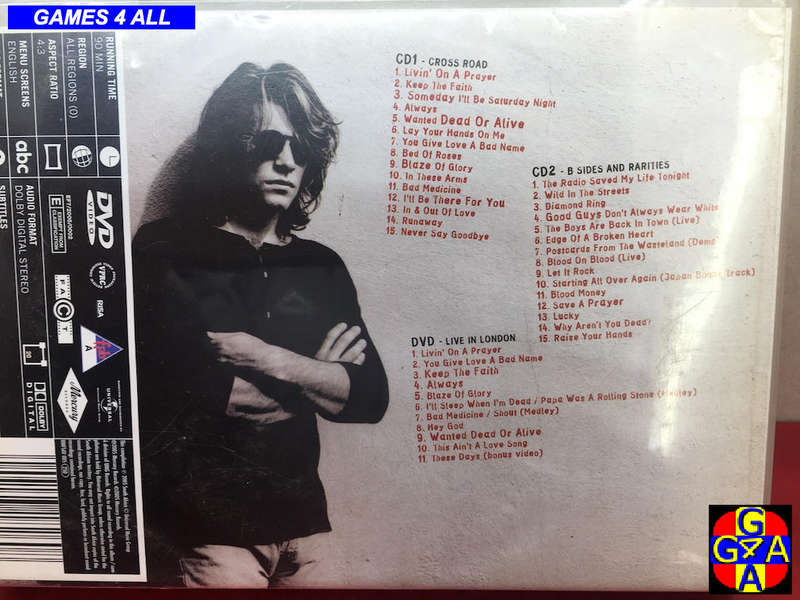 GAMES 4 ALL
RUNNING TIME
90 MIN
REGION
ALL REGIONS (0)
ASPECT RATIO
4:3
MENU SCREENS
ENGLISH
abc
AUDIO FORMAT
DOLBY DIGITAL STEREO
SUBTITLES
DVD
VIDEO
E EXEMPT FROM CLASSIFICATION
RISA
FACT
A
20
DOLBY
DIGITAL
Mercury
RECORDS
UNIVERSAL
CD1 - CROSS ROAD
1. Livin' On A Prayer
2. Keep The Faith
3. Someday I'll Be Saturday Night
4. Always
5. Wanted Dead Or Alive
6. Lay Your Hands On Me
7. You Give Love A Bad Name
8. Bed Of Roses
9. Blaze Of Glory
10. In These Arms
11. Bad Medicine
12. I'll Be There For You
13. In & Out Of Love
14. Runaway
15. Never Say Goodbye
CD2 - B SIDES AND RARITIES
1. The Radio Saved My Life Tonight
2. Wild In The Streets
3. Diamond Ring
4. Good Guys Don't Always Wear White
5. The Boys Are Back In Town (Live)
6. Edge Of A Broken Heart
7. Postcards From The Wasteland (Demo)
8. Blood On Blood (Live)
9. Let It Rock
10. Starting All Over Again (Japan Bonus Track)
11. Blood Money
12. Save A Prayer
13. Lucky
14. Why Aren't You Dead?
15. Raise Your Hands
DVD - LIVE IN LONDON
1. Livin' On A Prayer
2. You Give Love A Bad Name
3. Keep The Faith
4. Always
5. Blaze Of Glory
6. I'll Sleep When I'm Dead / Papa Was A Rolling Stone (Medley)
7. Bad Medicine / Shout (Medley)
8. Hey God
9. Wanted Dead Or Alive
10. This Ain't A Love Song
11. These Days (bonus video)
G
G4A
A